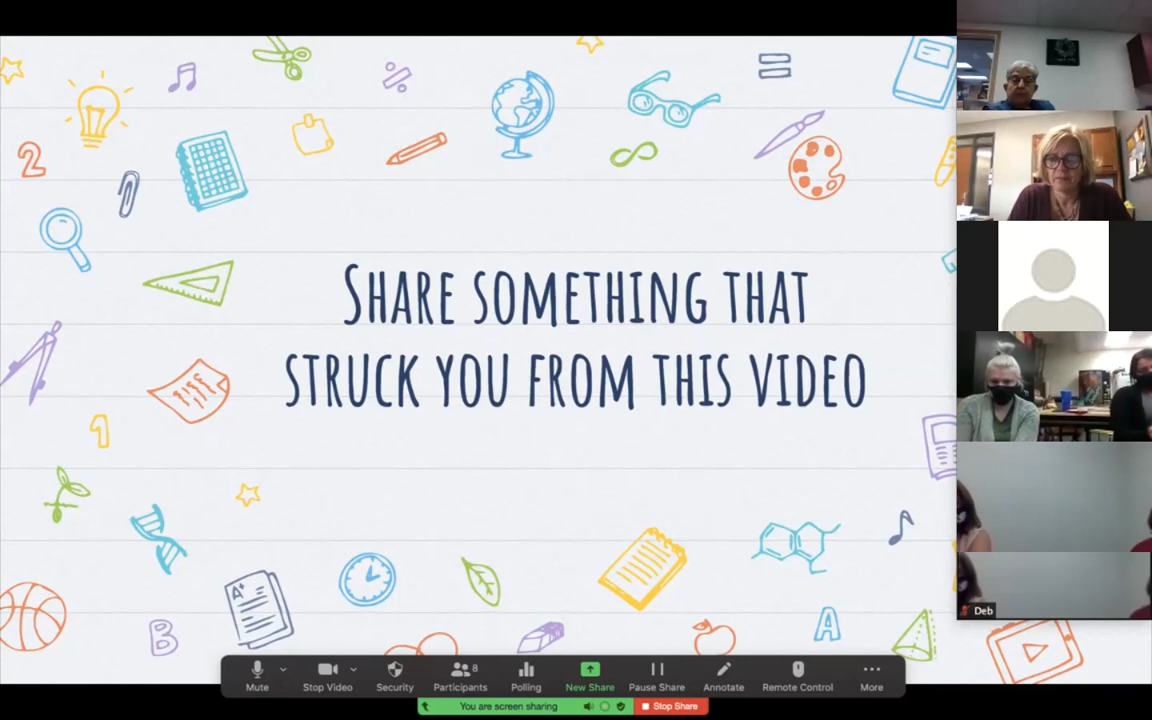 2
1
A+
B
A
SHARE SOMETHING THAT
STRUCK YOU FROM THIS VIDEO
Deb
Mute
Stop Video
Security
Participants
8
Polling
New Share
Pause Share
Annotate
Remote Control
More
You are screen sharing
Stop Share